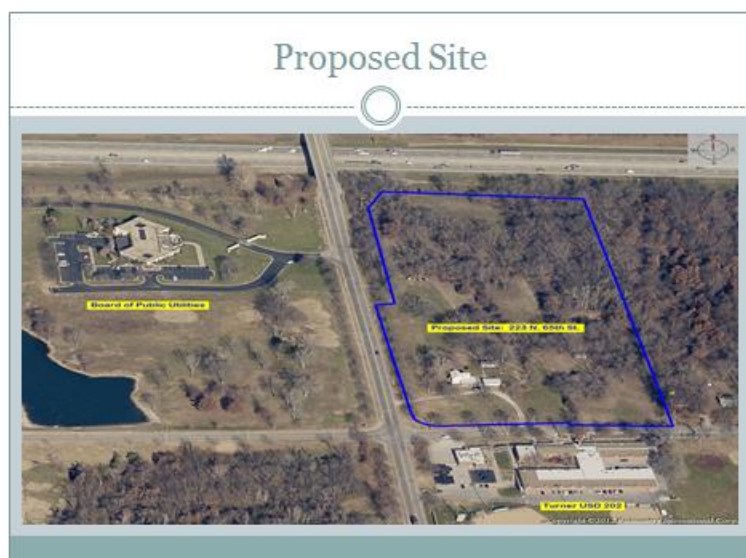 Proposed Site
Board of Public Utilities
Proposed Site: 223 N. 65th St.
Turner USD 202